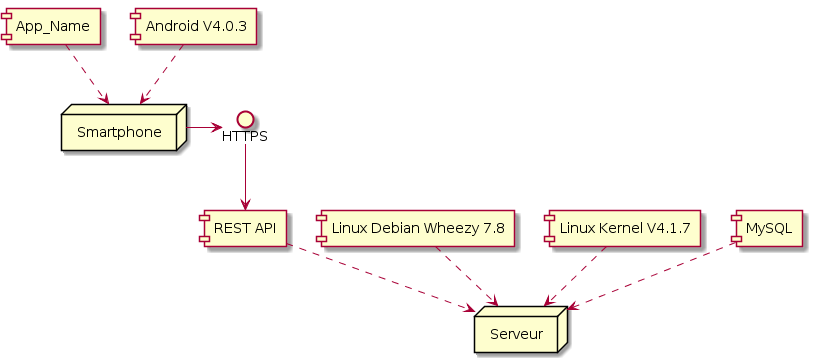 App_Name
Android V4.0.3
Smartphone
HTTPS
REST API
Linux Debian Wheezy 7.8
Linux Kernel V4.1.7
MySQL
Serveur